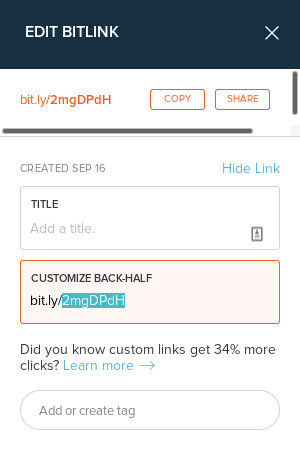 EDIT BITLINK
bit.ly/2mgDPdH
COPY
SHARE
CREATED SEP 16
Hide Link
TITLE
Add a title.
CUSTOMIZE BACK-HALF
bit.ly/2mgDPdH
Did you know custom links get 34% more
clicks? Learn more →
Add or create tag